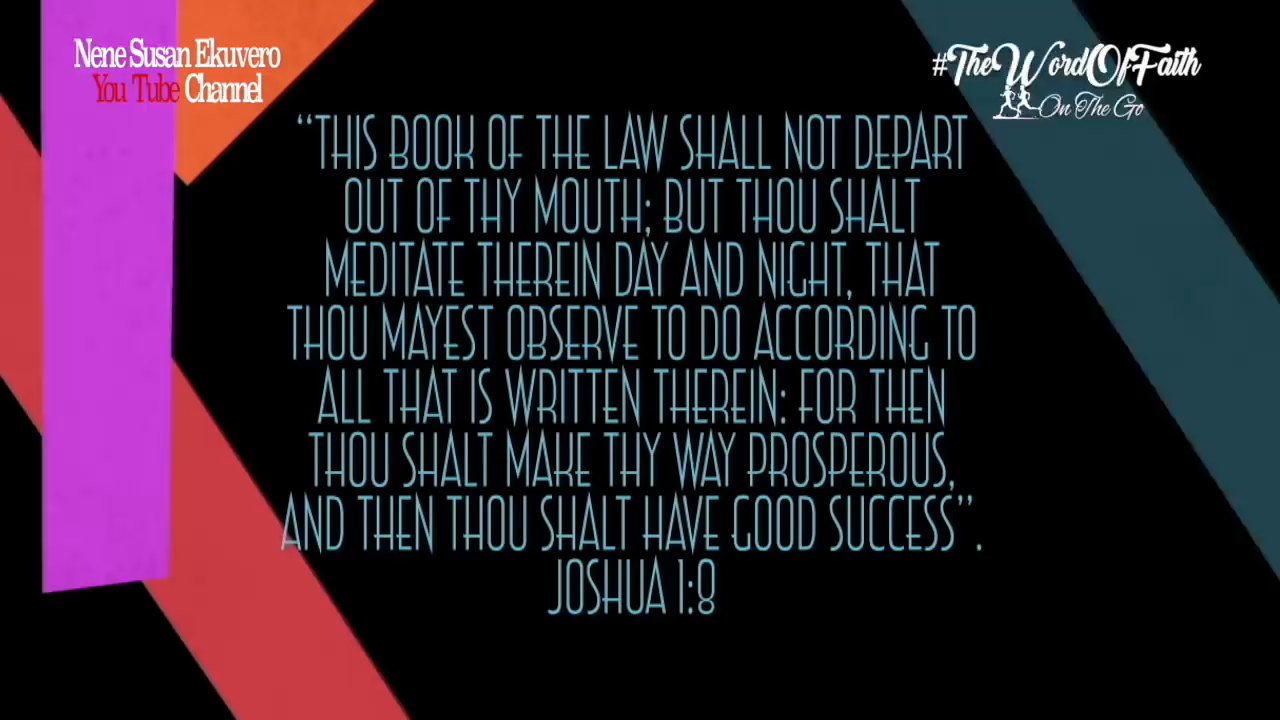 Nene Susan Ekuvero
You Tube Channel
#TheWordOfFaith
On The Go
“THIS BOOK OF THE LAW SHALL NOT DEPART
OUT OF THY MOUTH; BUT THOU SHALT
MEDITATE THEREIN DAY AND NIGHT, THAT
THOU MAYEST OBSERVE TO DO ACCORDING TO
ALL THAT IS WRITTEN THEREIN: FOR THEN
THOU SHALT MAKE THY WAY PROSPEROUS,
AND THEN THOU SHALT HAVE GOOD SUCCESS”.
JOSHUA 1:8